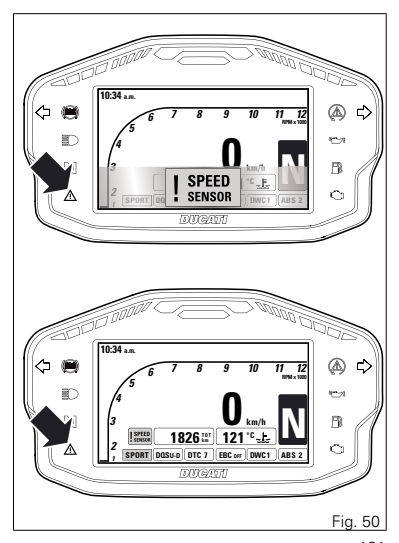 10:34 a.m.
6 7 8 9 10 11 12
RPM x 1000
5
4
3
2
1
0 km/h
N
°C
! SPEED SENSOR
SPORT DQ DWC1 ABS 2
DUCATI
10:34 a.m.
6 7 8 9 10 11 12
RPM x 1000
5
4
3
2
1
0 km/h
N
! SPEED SENSOR
1826 TOT km
121 °C
SPORT DQS U-D DTC 7 EBC OFF DWC1 ABS 2
DUCATI
Fig. 50